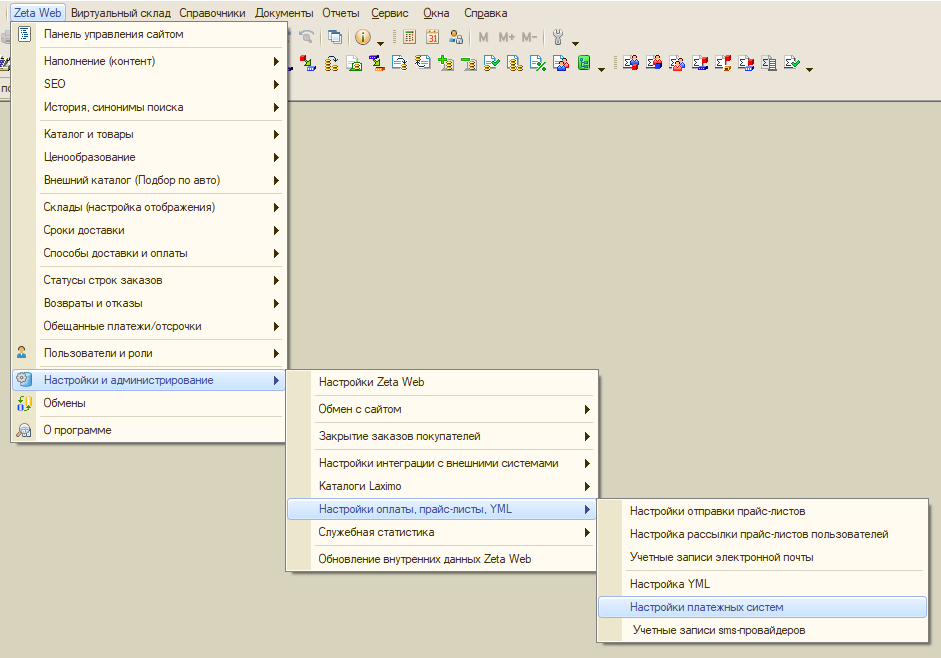 Zeta Web Виртуальный склад Справочники Документы Отчеты Сервис Окна Справка
Панель управления сайтом
Наполнение (контент)
SEO
История, синонимы поиска
Каталог и товары
Ценообразование
Внешний каталог (Подбор по авто)
Склады (настройка отображения)
Сроки доставки
Способы доставки и оплаты
Статусы строк заказов
Возвраты и отказы
Обещанные платежи/отсрочки
Пользователи и роли
Настройки и администрирование
Обмены
О программе
M M+ M-
31
Настройки Zeta Web
Обмен с сайтом
Закрытие заказов покупателей
Настройки интеграции с внешними системами
Каталоги Laximo
Настройки оплаты, прайс-листы, YML
Служебная статистика
Обновление внутренних данных Zeta Web
Настройки отправки прайс-листов
Настройка рассылки прайс-листов пользователей
Учетные записи электронной почты
Настройка YML
Настройки платежных систем
Учетные записи sms-провайдеров